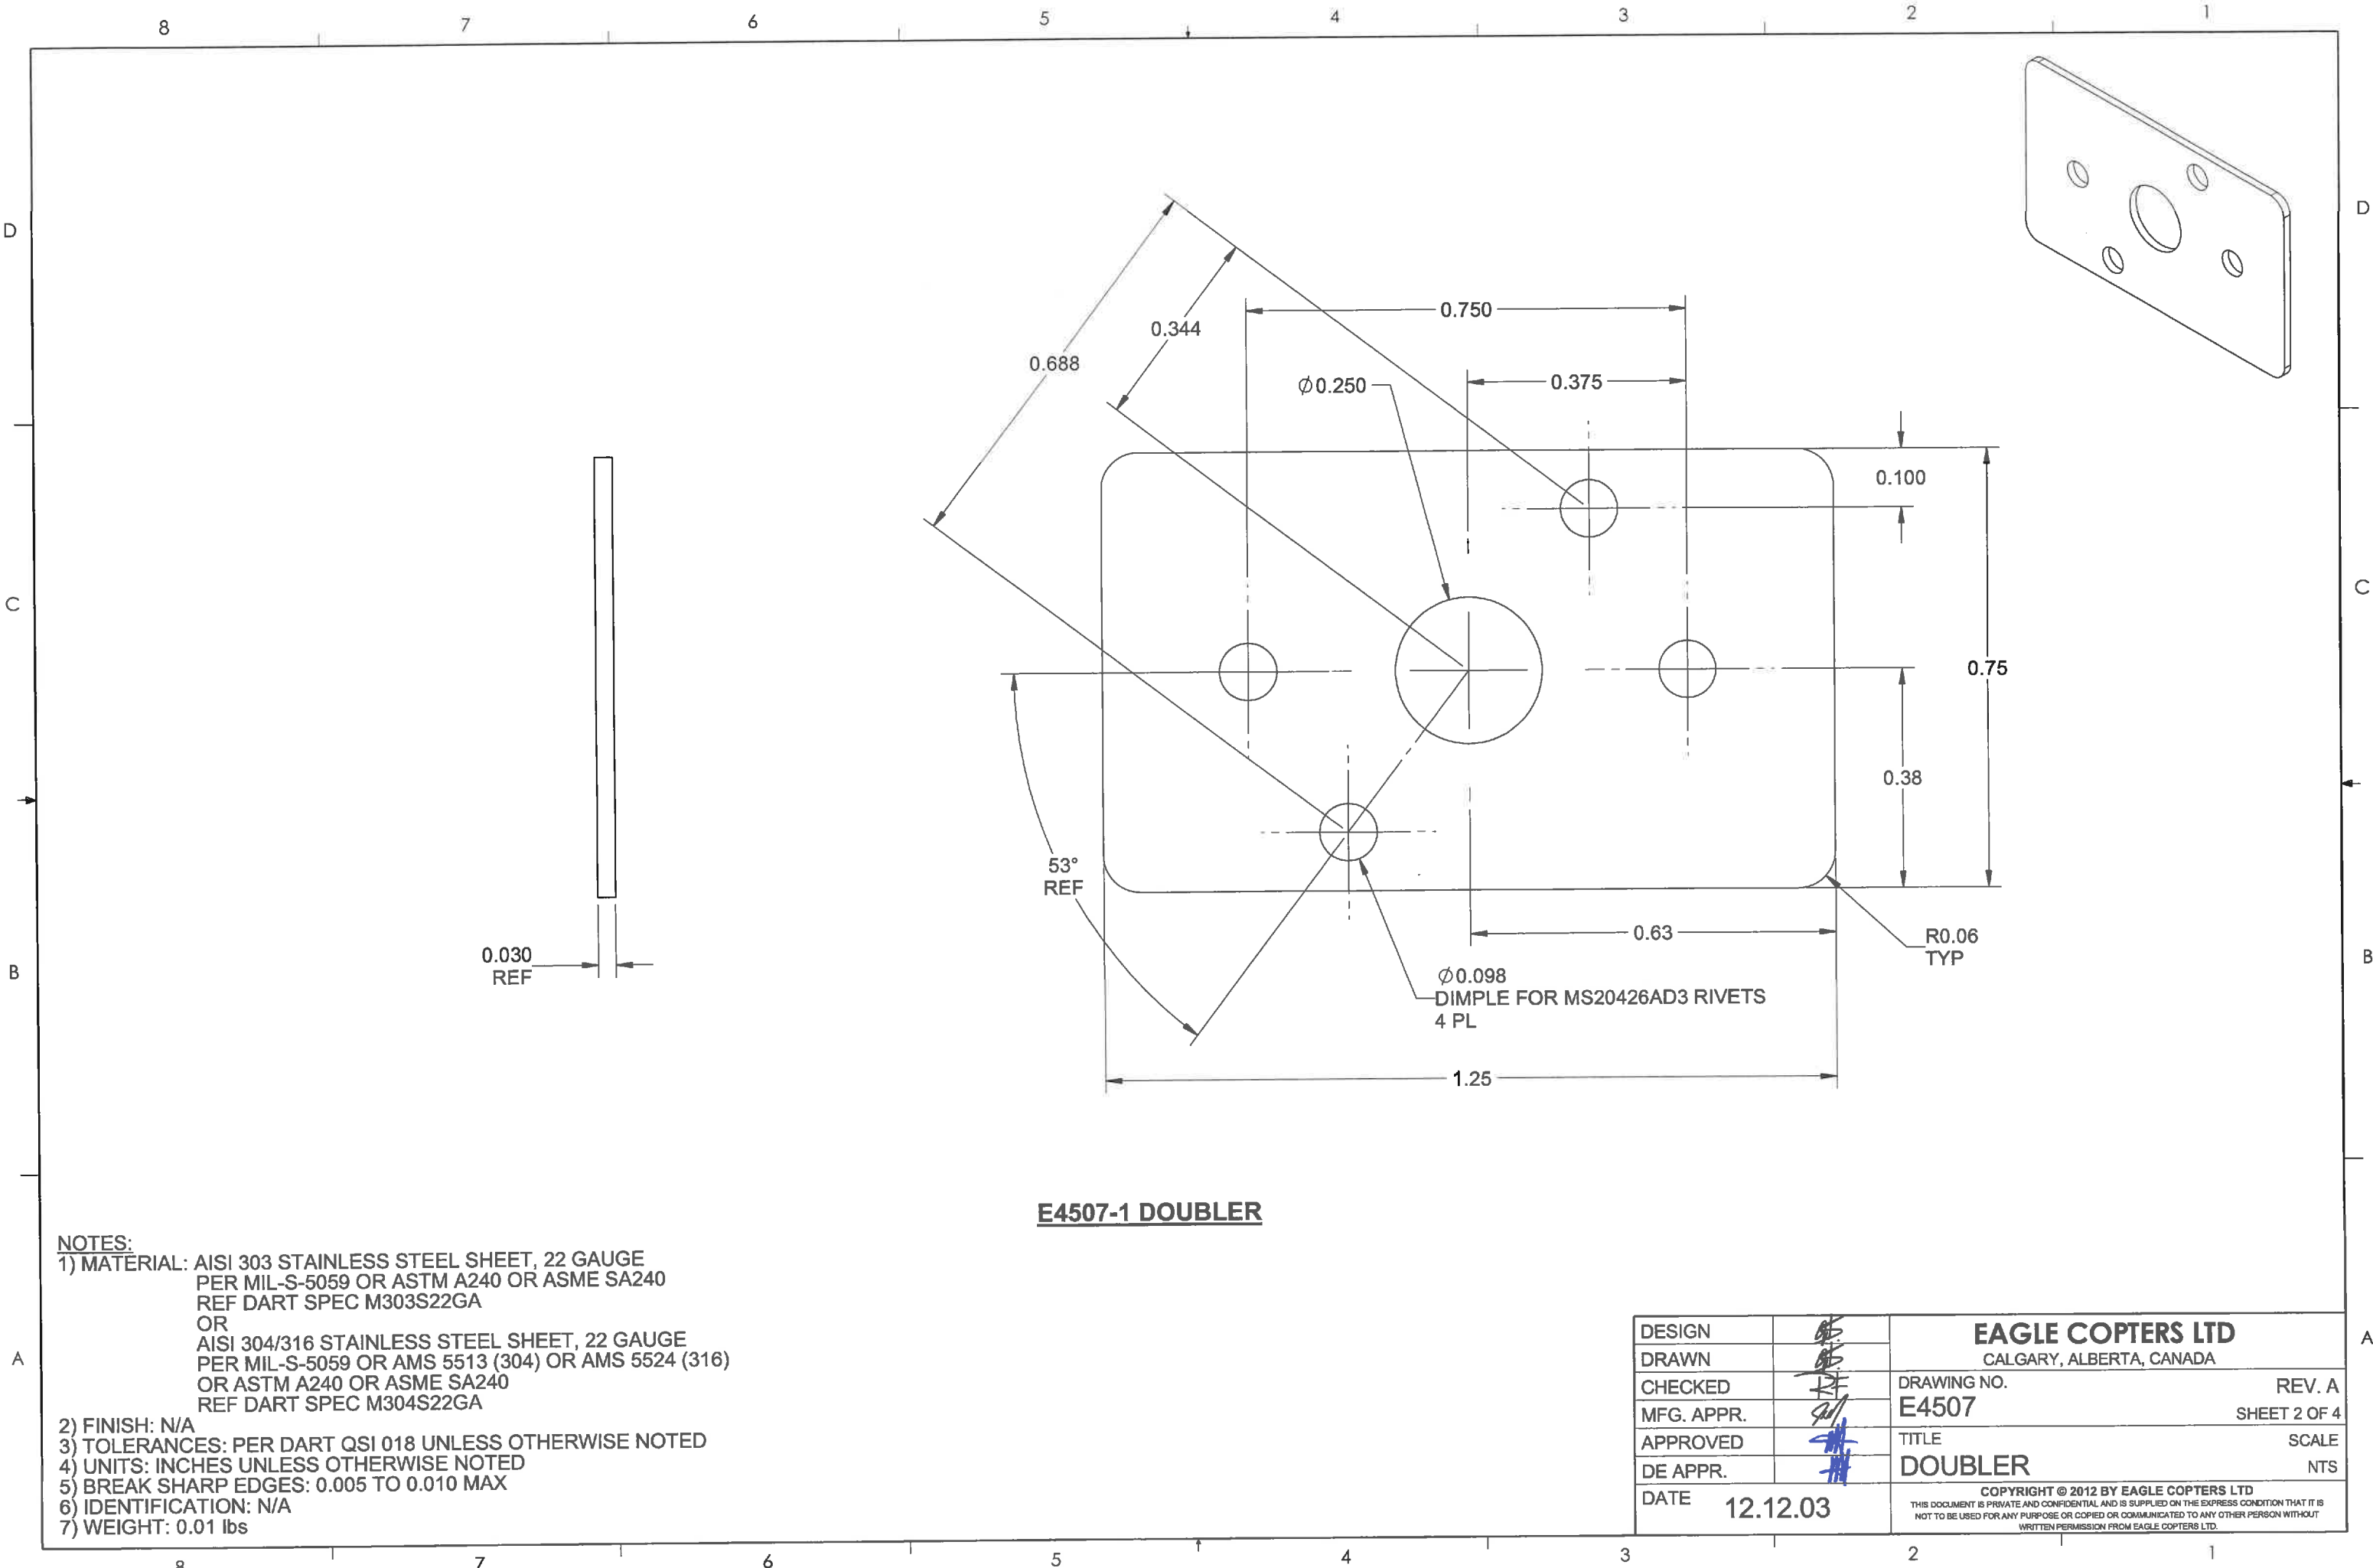 8 7 6 5 4 3 2 1
D
D
0.750
0.344
0.688
0.375
Ø0.250
0.100
C
C
0.75
0.38
53°
REF
0.63
R0.06
TYP
B
B
0.030
REF
Ø0.098
DIMPLE FOR MS20426AD3 RIVETS
4 PL
1.25
E4507-1 DOUBLER
NOTES:
1) MATERIAL: AISI 303 STAINLESS STEEL SHEET, 22 GAUGE
PER MIL-S-5059 OR ASTM A240 OR ASME SA240
REF DART SPEC M303S22GA
OR
AISI 304/316 STAINLESS STEEL SHEET, 22 GAUGE
PER MIL-S-5059 OR AMS 5513 (304) OR AMS 5524 (316)
OR ASTM A240 OR ASME SA240
REF DART SPEC M304S22GA
2) FINISH: N/A
3) TOLERANCES: PER DART QSI 018 UNLESS OTHERWISE NOTED
4) UNITS: INCHES UNLESS OTHERWISE NOTED
5) BREAK SHARP EDGES: 0.005 TO 0.010 MAX
6) IDENTIFICATION: N/A
7) WEIGHT: 0.01 lbs
A
A
DESIGN
DRAWN
CHECKED
MFG. APPR.
APPROVED
DE APPR.
DATE 12.12.03
EAGLE COPTERS LTD
CALGARY, ALBERTA, CANADA
DRAWING NO. REV. A
E4507 SHEET 2 OF 4
TITLE SCALE
DOUBLER NTS
COPYRIGHT © 2012 BY EAGLE COPTERS LTD
THIS DOCUMENT IS PRIVATE AND CONFIDENTIAL AND IS SUPPLIED ON THE EXPRESS CONDITION THAT IT IS
NOT TO BE USED FOR ANY PURPOSE OR COPIED OR COMMUNICATED TO ANY OTHER PERSON WITHOUT
WRITTEN PERMISSION FROM EAGLE COPTERS LTD.
8 7 6 5 4 3 2 1